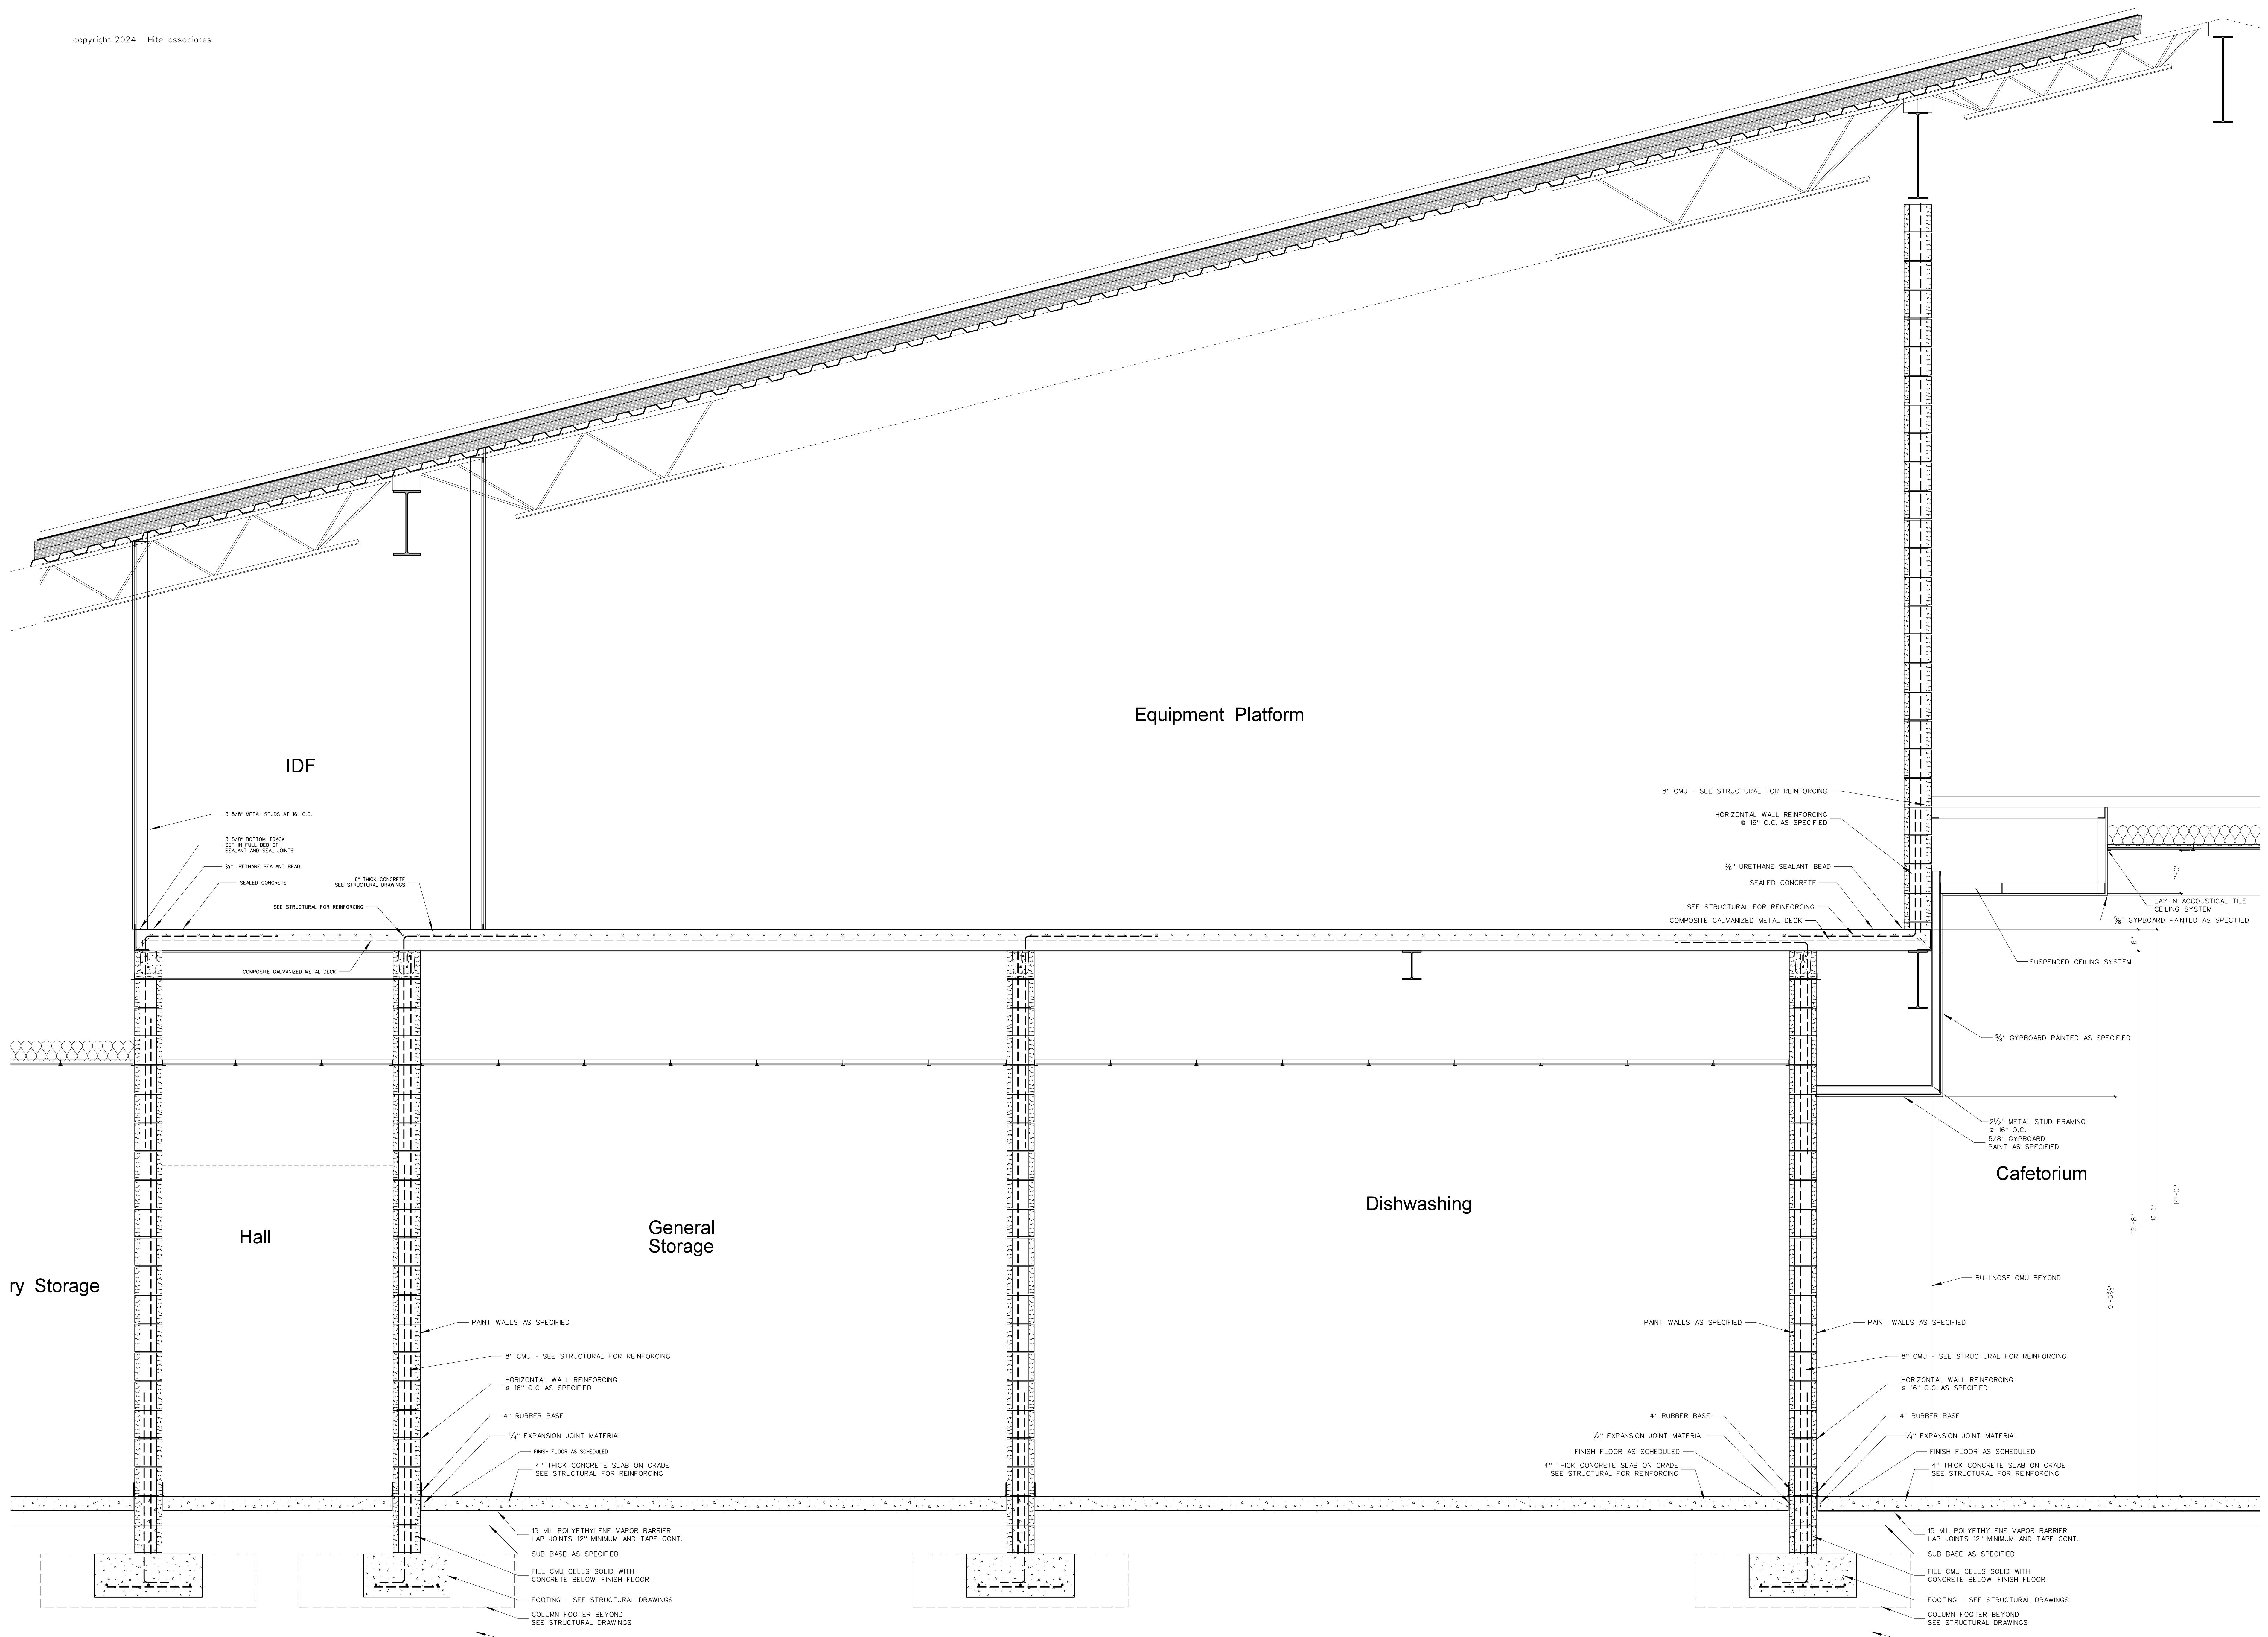 copyright 2024 Hite associates
Equipment Platform
IDF
3 5/8" METAL STUDS AT 16" O.C.
3 5/8" BOTTOM TRACK
SET IN FULL BED OF
SEALANT AND SEAL JOINTS
⅜" URETHANE SEALANT BEAD
SEALED CONCRETE
6" THICK CONCRETE
SEE STRUCTURAL DRAWINGS
SEE STRUCTURAL FOR REINFORCING
COMPOSITE GALVANIZED METAL DECK
8" CMU - SEE STRUCTURAL FOR REINFORCING
HORIZONTAL WALL REINFORCING
@ 16" O.C. AS SPECIFIED
⅜" URETHANE SEALANT BEAD
SEALED CONCRETE
SEE STRUCTURAL FOR REINFORCING
COMPOSITE GALVANIZED METAL DECK
1'-0"
LAY-IN ACCOUSTICAL TILE
CEILING SYSTEM
⅝" GYPBOARD PAINTED AS SPECIFIED
6"
SUSPENDED CEILING SYSTEM
⅝" GYPBOARD PAINTED AS SPECIFIED
2½" METAL STUD FRAMING
@ 16" O.C.
5/8" GYPBOARD
PAINT AS SPECIFIED
Cafetorium
12'-8"
13'-2"
14'-0"
9'-3⅜"
BULLNOSE CMU BEYOND
Dishwashing
General
Storage
Hall
ry Storage
PAINT WALLS AS SPECIFIED
8" CMU - SEE STRUCTURAL FOR REINFORCING
HORIZONTAL WALL REINFORCING
@ 16" O.C. AS SPECIFIED
4" RUBBER BASE
¼" EXPANSION JOINT MATERIAL
FINISH FLOOR AS SCHEDULED
4" THICK CONCRETE SLAB ON GRADE
SEE STRUCTURAL FOR REINFORCING
15 MIL POLYETHYLENE VAPOR BARRIER
LAP JOINTS 12" MINIMUM AND TAPE CONT.
SUB BASE AS SPECIFIED
FILL CMU CELLS SOLID WITH
CONCRETE BELOW FINISH FLOOR
FOOTING - SEE STRUCTURAL DRAWINGS
COLUMN FOOTER BEYOND
SEE STRUCTURAL DRAWINGS
PAINT WALLS AS SPECIFIED
4" RUBBER BASE
¼" EXPANSION JOINT MATERIAL
FINISH FLOOR AS SCHEDULED
4" THICK CONCRETE SLAB ON GRADE
SEE STRUCTURAL FOR REINFORCING
PAINT WALLS AS SPECIFIED
8" CMU - SEE STRUCTURAL FOR REINFORCING
HORIZONTAL WALL REINFORCING
@ 16" O.C. AS SPECIFIED
4" RUBBER BASE
¼" EXPANSION JOINT MATERIAL
FINISH FLOOR AS SCHEDULED
4" THICK CONCRETE SLAB ON GRADE
SEE STRUCTURAL FOR REINFORCING
15 MIL POLYETHYLENE VAPOR BARRIER
LAP JOINTS 12" MINIMUM AND TAPE CONT.
SUB BASE AS SPECIFIED
FILL CMU CELLS SOLID WITH
CONCRETE BELOW FINISH FLOOR
FOOTING - SEE STRUCTURAL DRAWINGS
COLUMN FOOTER BEYOND
SEE STRUCTURAL DRAWINGS